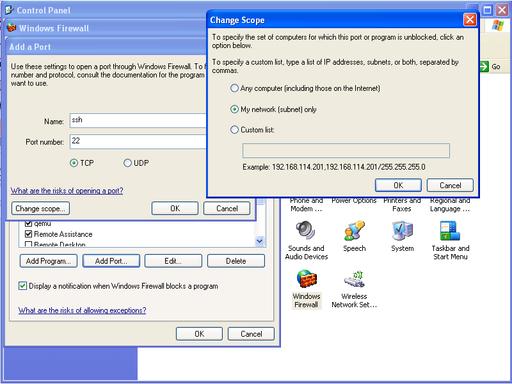 Control Panel
Windows Firewall
Add a Port
Use these settings to open a port through Windows Firewall. To f
number and protocol, consult the documentation for the program
want to use.
Name: ssh
Port number: 22
TCP UDP
What are the risks of opening a port?
Change scope... OK Cancel
Change Scope
To specify the set of computers for which this port or program is unblocked, click an
option below.
To specify a custom list, type a list of IP addresses, subnets, or both, separated by
commas.
Any computer (including those on the Internet)
My network (subnet) only
Custom list:
Example: 192.168.114.201,192.168.114.201/255.255.255.0
OK Cancel
Go
qemu
Remote Assistance
Remote Desktop
Add Program... Add Port... Edit... Delete
Display a notification when Windows Firewall blocks a program
What are the risks of allowing exceptions?
OK Cancel
Phone and
Modem ...
Power Options
Printers and
Faxes
Regional and
Language ...
Sounds and
Audio Devices
Speech
System
Taskbar and
Start Menu
Windows
Firewall
Wireless
Network Set...